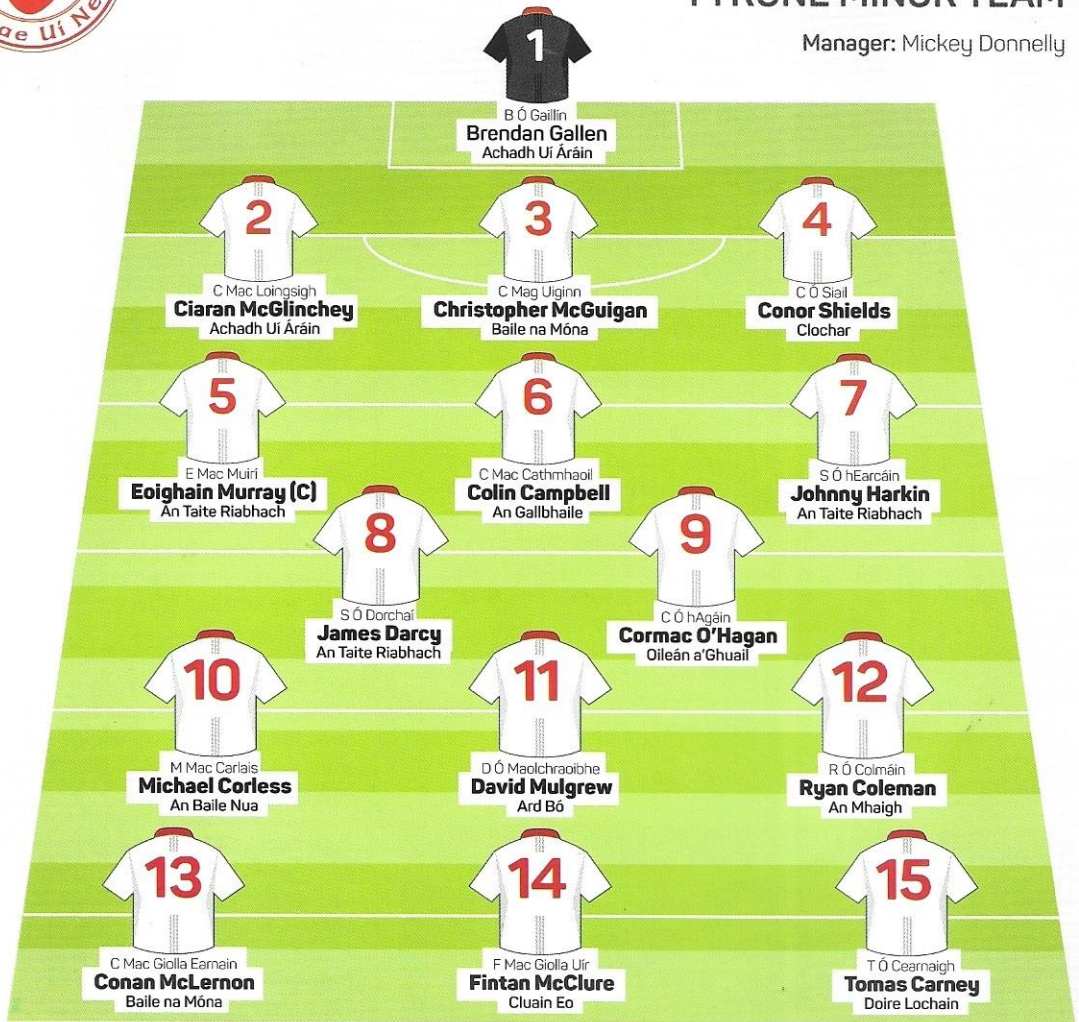 TYRONE MINOR TEAM
ae Uí Ne
Manager: Mickey Donnelly
1
B Ó Gaillín
Brendan Gallen
Achadh Uí Áráin
2
3
4
C Mac Loingsigh
Ciaran McGlinchey
Achadh Uí Áráin
C Mag Uiginn
Christopher McGuigan
Baile na Móna
C Ó Siail
Conor Shields
Clochar
5
6
7
E Mac Muirí
Eoighain Murray (C)
An Taite Riabhach
C Mac Cathmhaoil
Colin Campbell
An Gallbhaile
S Ó hEarcáin
Johnny Harkin
An Taite Riabhach
8
9
S Ó Dorchaí
James Darcy
An Taite Riabhach
C Ó hAgáin
Cormac O'Hagan
Oileán a'Ghuail
10
11
12
M Mac Carlais
Michael Corless
An Baile Nua
D Ó Maolchraoibhe
David Mulgrew
Ard Bó
R Ó Colmáin
Ryan Coleman
An Mhaigh
13
14
15
C Mac Giolla Earnain
Conan McLernon
Baile na Móna
F Mac Giolla Uír
Fintan McClure
Cluain Eo
T Ó Cearnaigh
Tomas Carney
Doire Lochain